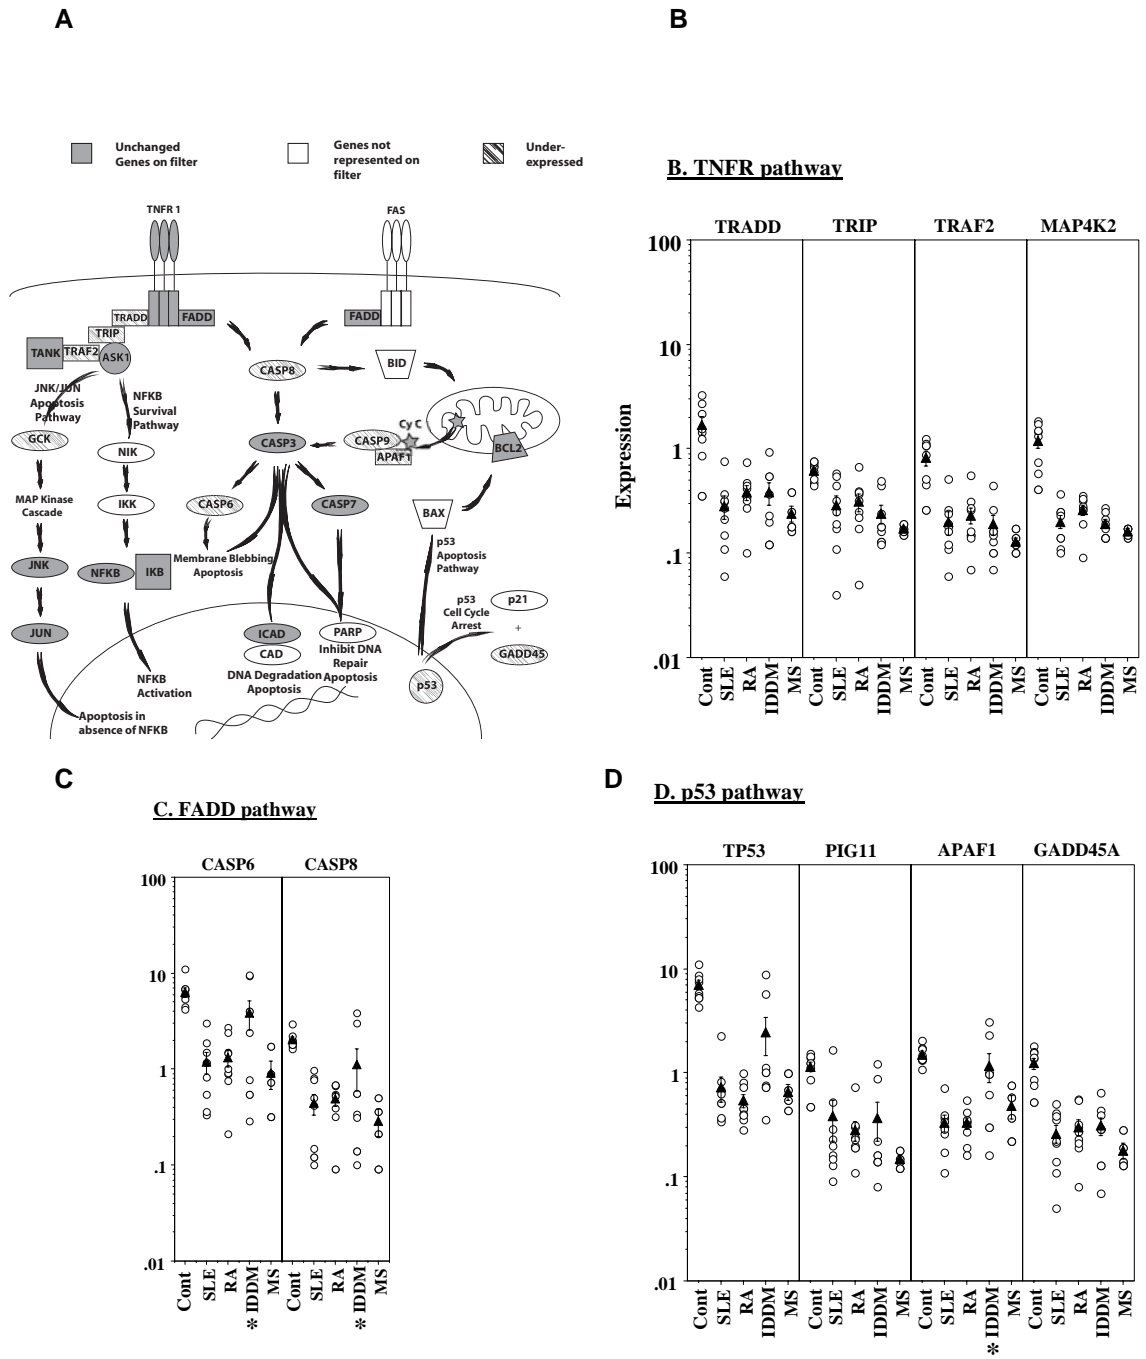 A
B
Unchanged
Genes on filter
Genes not
represented on
filter
Under-
expressed
TNFR 1
FAS
TRADD
FADD
FADD
TRIP
TANK
TRAF2
ASK1
CASP8
BID
JNK/JUN
Apoptosis
Pathway
NFKB
Survival
Pathway
Cy C
GCK
NIK
CASP3
CASP9
APAF1
BCL2
MAP Kinase
Cascade
IKK
CASP6
CASP7
BAX
p53
Apoptosis
Pathway
JNK
NFKB
IKB
Membrane Blebbing
Apoptosis
p53
Cell Cycle
Arrest
p21
+
GADD45
JUN
ICAD
CAD
PARP
Inhibit DNA
Repair
Apoptosis
DNA Degradation
Apoptosis
NFKB
Activation
p53
Apoptosis in
absence of NFKB
B. TNFR pathway
TRADD TRIP TRAF2 MAP4K2
100
10
1
.1
.01
Expression
Cont SLE RA IDDM MS Cont SLE RA IDDM MS Cont SLE RA IDDM MS Cont SLE RA IDDM MS
C
C. FADD pathway
CASP6 CASP8
100
10
1
.1
.01
Cont SLE RA IDDM MS Cont SLE RA IDDM MS
* *
D
D. p53 pathway
TP53 PIG11 APAF1 GADD45A
100
10
1
.1
.01
Cont SLE RA IDDM MS Cont SLE RA IDDM MS Cont SLE RA IDDM MS Cont SLE RA IDDM MS
*